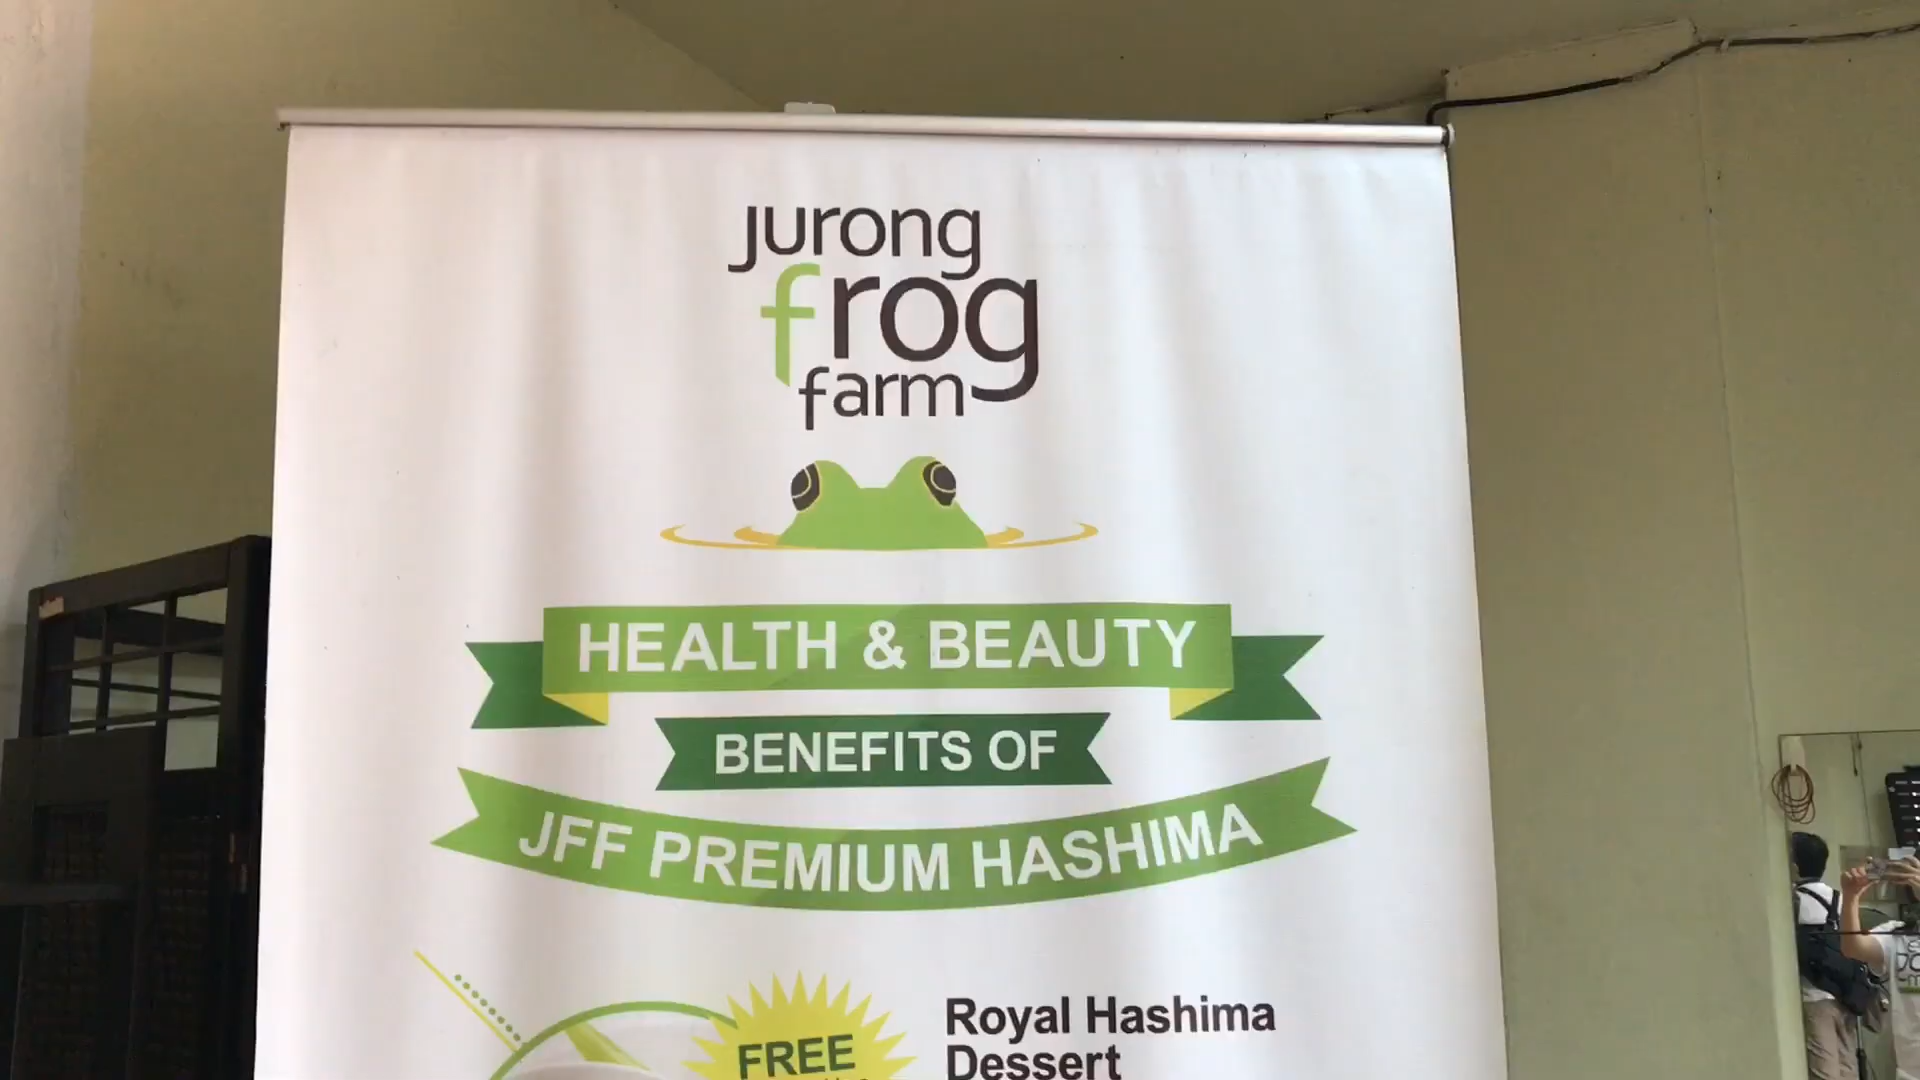 Jurong
frog
farm
HEALTH & BEAUTY
BENEFITS OF
JFF PREMIUM HASHIMA
FREE
Royal Hashima
Dessert